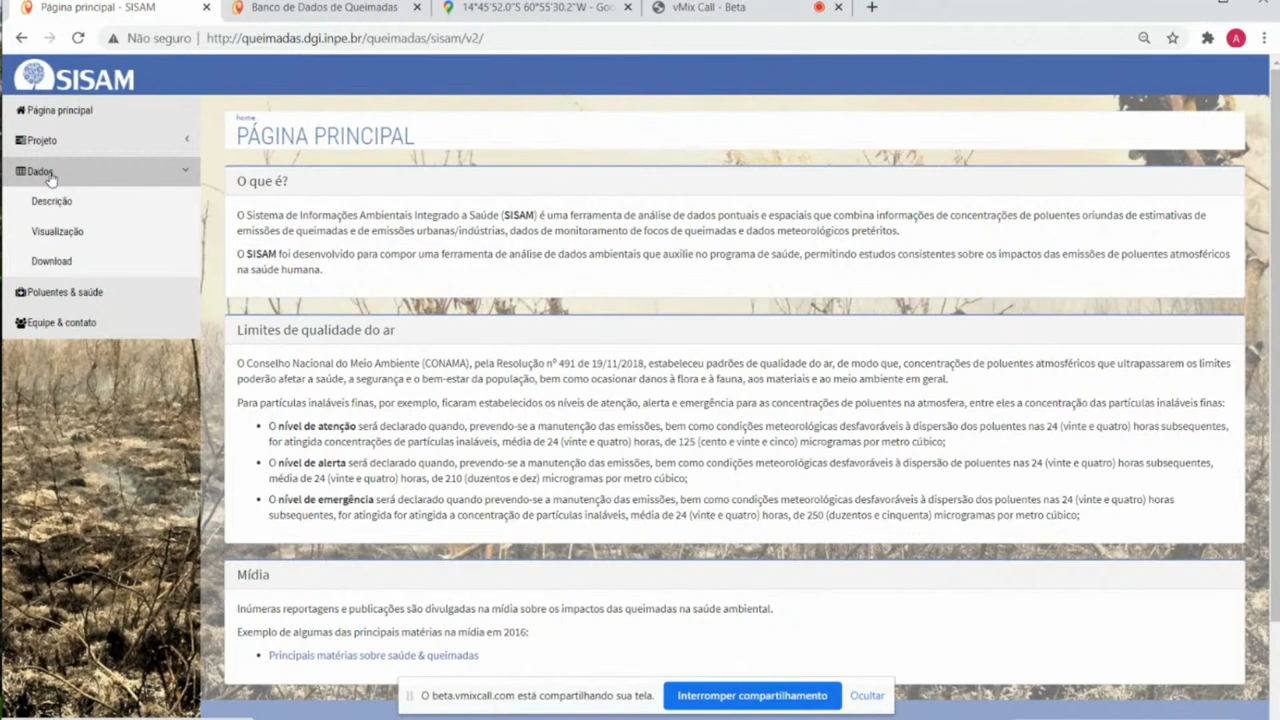 Página principal - SISAM
Banco de Dados de Queimadas
14°45'52.0"S 60°55'30.2"W - Goo
vMix Call - Beta
Não seguro
http://queimadas.dgi.inpe.br/queimadas/sisam/v2/
A
SISAM
Página principal
Projeto
Dados
Descrição
Visualização
Download
Poluentes & saúde
Equipe & contato
home
PÁGINA PRINCIPAL
O que é?
O Sistema de Informações Ambientais Integrado a Saúde (SISAM) é uma ferramenta de análise de dados pontuais e espaciais que combina informações de concentrações de poluentes oriundas de estimativas de
emissões de queimadas e de emissões urbanas/indústrias, dados de monitoramento de focos de queimadas e dados meteorológicos pretéritos.
O SISAM foi desenvolvido para compor uma ferramenta de análise de dados ambientais que auxilie no programa de saúde, permitindo estudos consistentes sobre os impactos das emissões de poluentes atmosféricos
na saúde humana.
Limites de qualidade do ar
O Conselho Nacional do Meio Ambiente (CONAMA), pela Resolução nº 491 de 19/11/2018, estabeleceu padrões de qualidade do ar, de modo que, concentrações de poluentes atmosféricos que ultrapassarem os limites
poderão afetar a saúde, a segurança e o bem-estar da população, bem como ocasionar danos à flora e à fauna, aos materiais e ao meio ambiente em geral.
Para partículas inaláveis finas, por exemplo, ficaram estabelecidos os níveis de atenção, alerta e emergência para as concentrações de poluentes na atmosfera, entre eles a concentração das partículas inaláveis finas:
• O nível de atenção será declarado quando, prevendo-se a manutenção das emissões, bem como condições meteorológicas desfavoráveis à dispersão dos poluentes nas 24 (vinte e quatro) horas subsequentes,
for atingida concentrações de partículas inaláveis, média de 24 (vinte e quatro) horas, de 125 (cento e vinte e cinco) microgramas por metro cúbico;
• O nível de alerta será declarado quando, prevendo-se a manutenção das emissões, bem como condições meteorológicas desfavoráveis à dispersão de poluentes nas 24 (vinte e quatro) horas subsequentes,
média de 24 (vinte e quatro) horas, de 210 (duzentos e dez) microgramas por metro cúbico;
• O nível de emergência será declarado quando prevendo-se a manutenção das emissões, bem como condições meteorológicas desfavoráveis à dispersão de poluentes nas 24 (vinte e quatro) horas
subsequentes, for atingida for atingida a concentração de partículas inaláveis, média de 24 (vinte e quatro) horas, de 250 (duzentos e cinquenta) microgramas por metro cúbico;
Mídia
Inúmeras reportagens e publicações são divulgadas na mídia sobre os impactos das queimadas na saúde ambiental.
Exemplo de algumas das principais matérias na mídia em 2016:
• Principais matérias sobre saúde & queimadas
O beta.vmixcall.com está compartilhando sua tela.
Interromper compartilhamento
Ocultar